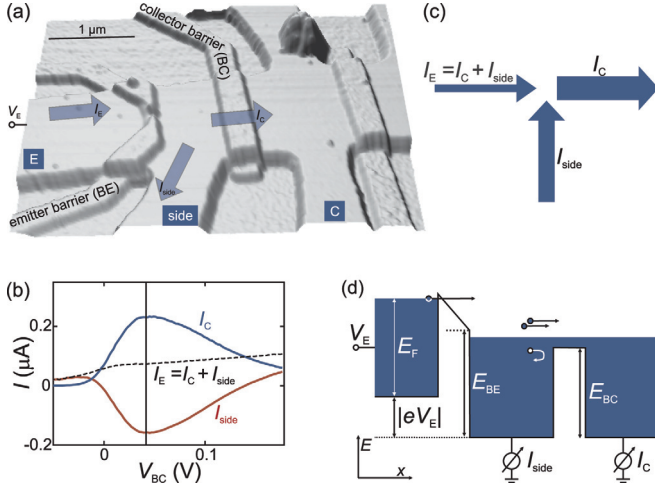 (a)
1 μm
collector barrier (BC)
V_E
I_E
I_C
E
I_side
emitter barrier (BE)
side
C
(b)
I (μA)
0.2
0
-0.2
I_C
I_E = I_C + I_side
I_side
0
0.1
V_BC (V)
(c)
I_E = I_C + I_side
I_C
I_side
(d)
V_E
E_F
E_BE
E_BC
|eV_E|
E
x
I_side
I_C